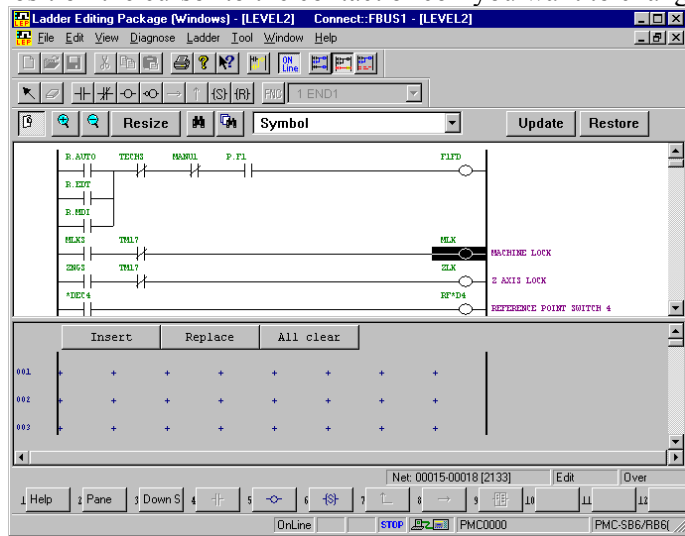 Ladder Editing Package (Windows) - [LEVEL2] Connect::FBUS1 - [LEVEL2]
File Edit View Diagnose Ladder Tool Window Help
ON Line
{S} {R} FNC 1 END1
Resize Symbol Update Restore
R.AUTO TECHS MANU1 P.F1 F1FD
R.EDT
R.MDI
MLKS TM17 MLK MACHINE LOCK
ZNGS TM17 ZLK Z AXIS LOCK
*DEC4 RF*D4 REFERENCE POINT SWITCH 4
Insert Replace All clear
001
002
003
Net: 00015-00018 [2133] Edit Over
1 Help 2 Pane 3 Down S 4 5 6 {S} 7 8 9 10 11 12
OnLine STOP PMC0000 PMC-SB6/RB6(